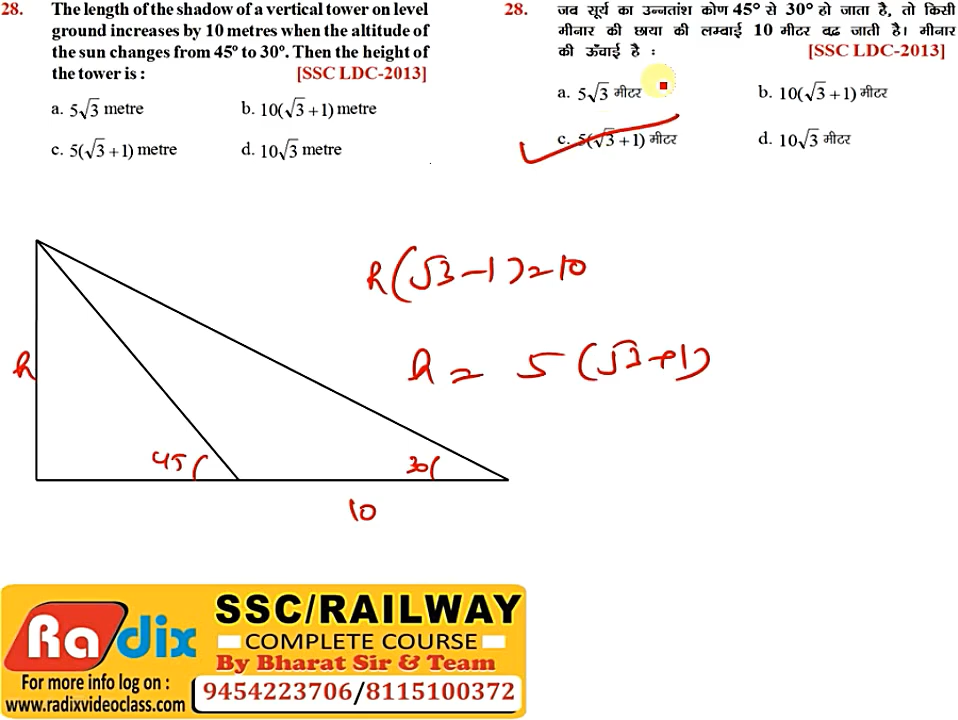 28. The length of the shadow of a vertical tower on level
ground increases by 10 metres when the altitude of
the sun changes from 45° to 30°. Then the height of
the tower is : [SSC LDC-2013]
a. 5√3 metre b. 10(√3+1) metre
c. 5(√3+1) metre d. 10√3 metre
28. जब सूर्य का उन्नतांश कोण 45° से 30° हो जाता है, तो किसी
मीनार की छाया की लम्बाई 10 मीटर बढ़ जाती है। मीनार
की ऊँचाई है : [SSC LDC-2013]
a. 5√3 मीटर b. 10(√3+1) मीटर
c. 5(√3+1) मीटर d. 10√3 मीटर
h(√3-1)=10
h = 5(√3+1)
h
45
30
10
Radix
For more info log on :
www.radixvideoclass.com
SSC/RAILWAY
COMPLETE COURSE
By Bharat Sir & Team
9454223706/8115100372